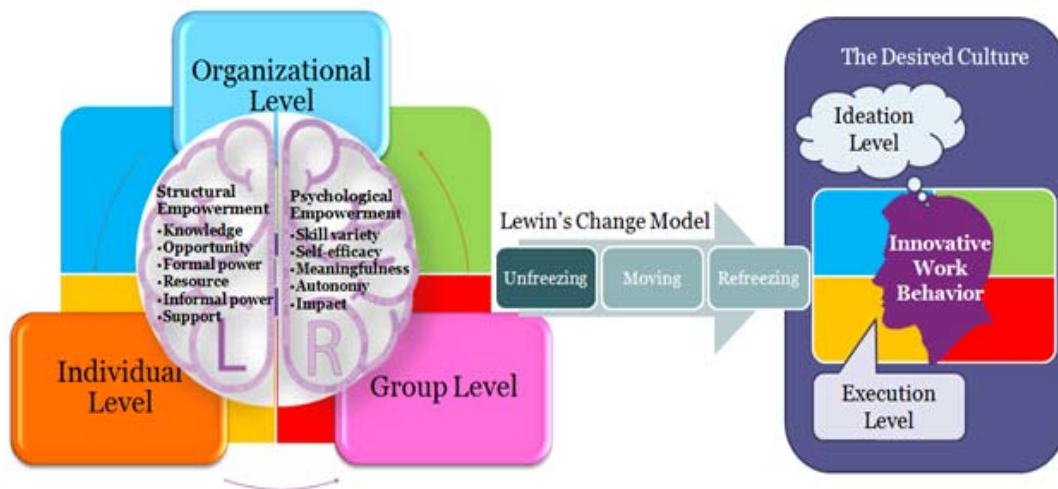 Organizational
Level
Structural
Empowerment
•Knowledge
•Opportunity
•Formal power
•Resource
•Informal power
•Support
Psychological
Empowerment
•Skill variety
•Self-efficacy
•Meaningfulness
•Autonomy
•Impact
L
R
Individual
Level
Group Level
Lewin's Change Model
Unfreezing
Moving
Refreezing
The Desired Culture
Ideation
Level
Innovative
Work
Behavior
Execution
Level